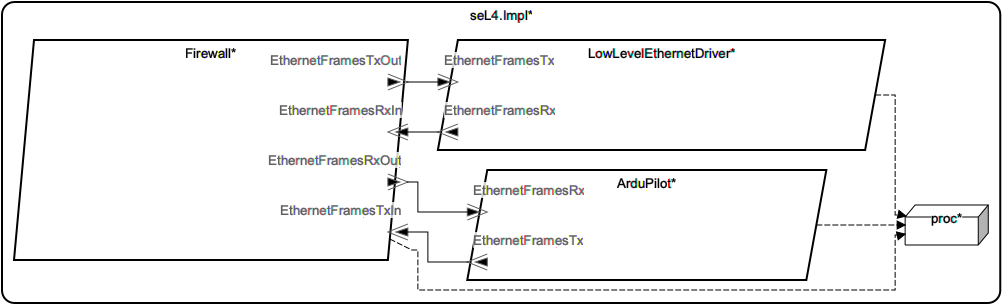 seL4.Impl*
Firewall*
LowLevelEthernetDriver*
EthernetFramesTxOut
EthernetFramesTx
EthernetFramesRxIn
EthernetFramesRx
EthernetFramesRxOut
ArduPilot*
EthernetFramesRx
EthernetFramesTxIn
proc*
EthernetFramesTx